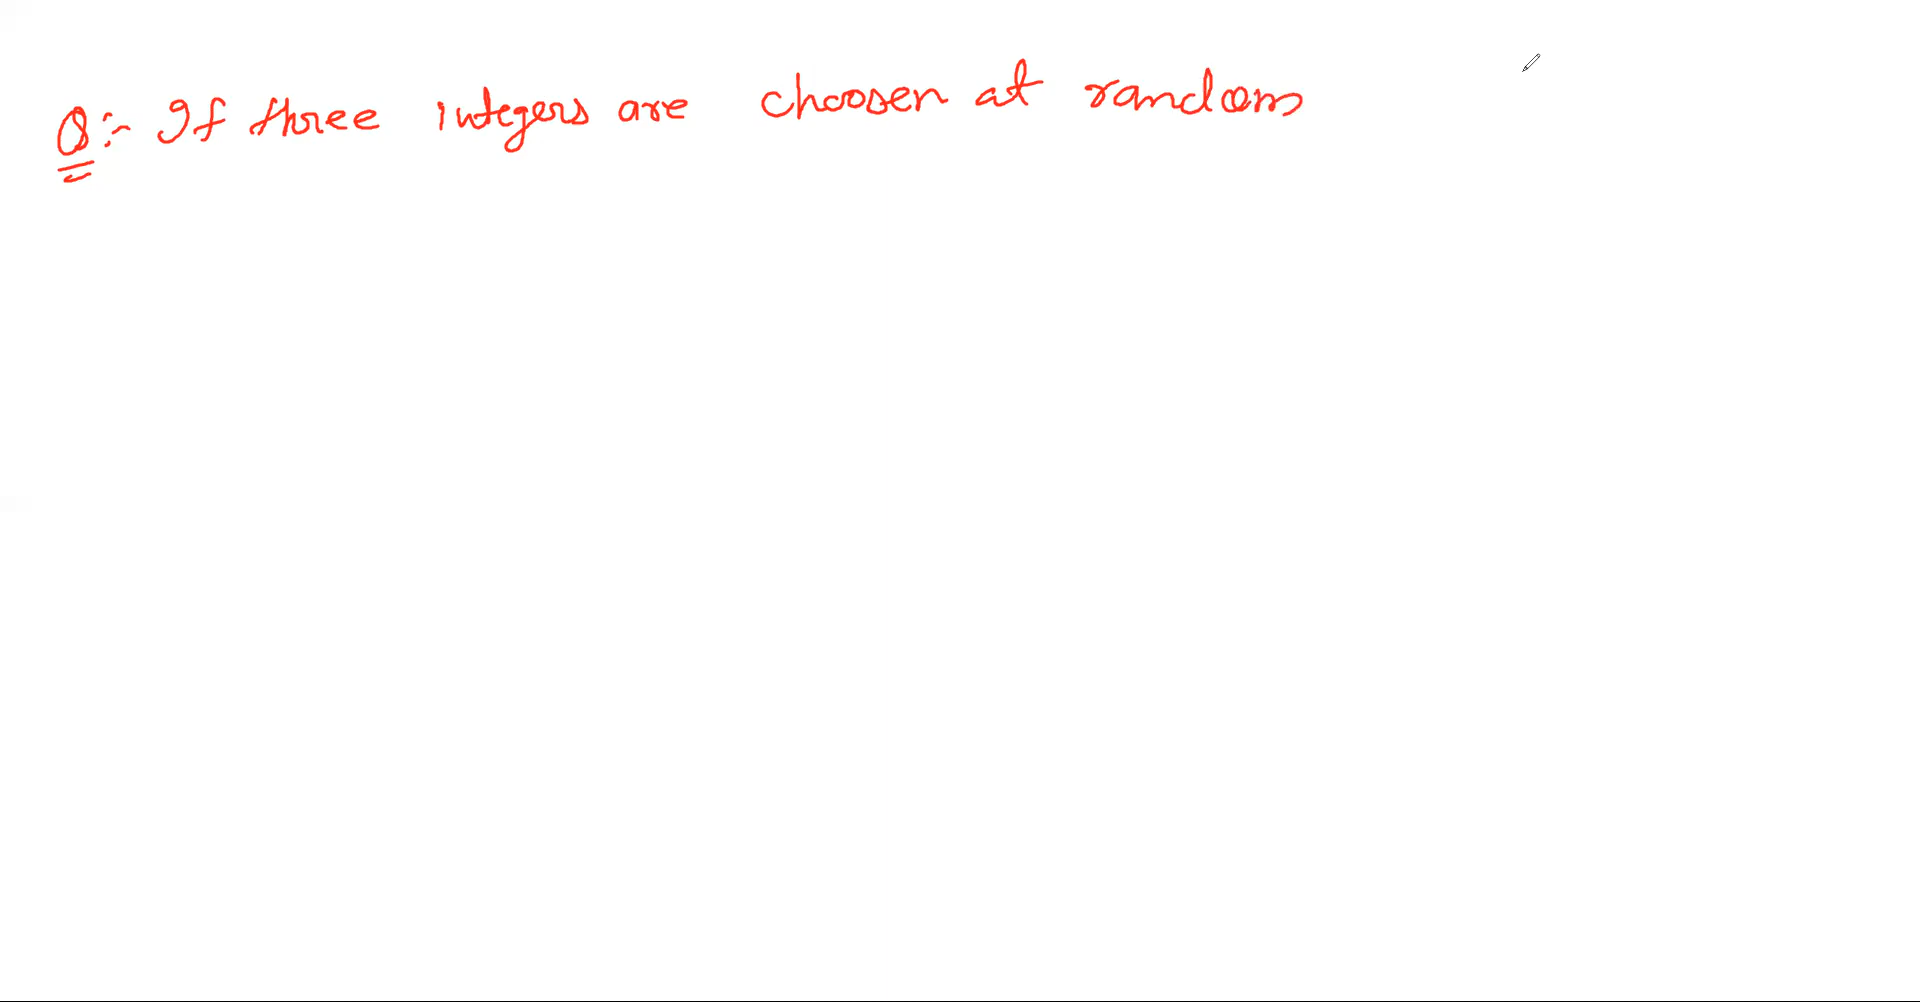 Q:- If three integers are choosen at random